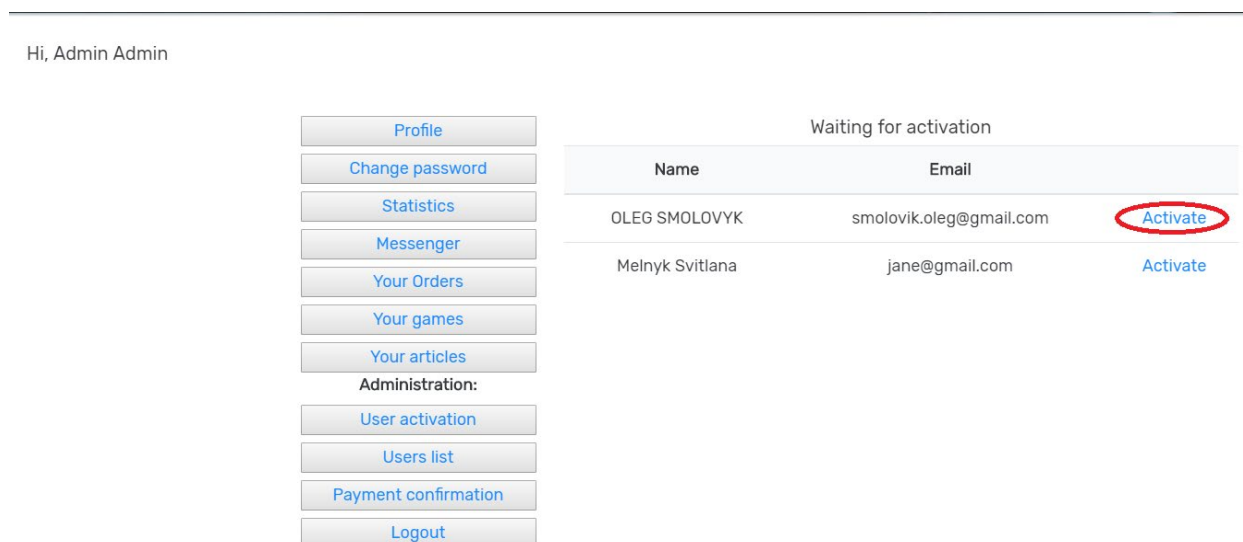 Hi, Admin Admin
Profile
Change password
Statistics
Messenger
Your Orders
Your games
Your articles
Administration:
User activation
Users list
Payment confirmation
Logout
Waiting for activation
Name Email
OLEG SMOLOVYK smolovik.oleg@gmail.com Activate
Melnyk Svitlana jane@gmail.com Activate